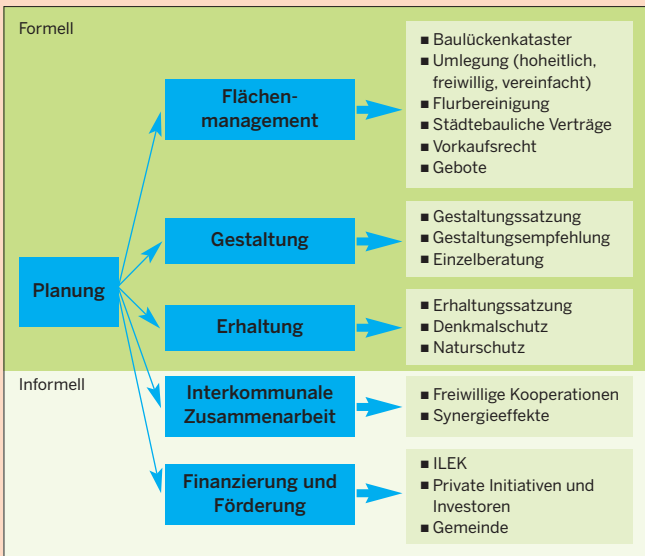 Formell
Flächen-
management
■ Baulückenkataster
■ Umlegung (hoheitlich,
freiwillig, vereinfacht)
■ Flurbereinigung
■ Städtebauliche Verträge
■ Vorkaufsrecht
■ Gebote
Gestaltung
■ Gestaltungssatzung
■ Gestaltungsempfehlung
■ Einzelberatung
Planung
Erhaltung
■ Erhaltungssatzung
■ Denkmalschutz
■ Naturschutz
Informell
Interkommunale
Zusammenarbeit
■ Freiwillige Kooperationen
■ Synergieeffekte
Finanzierung und
Förderung
■ ILEK
■ Private Initiativen und
Investoren
■ Gemeinde